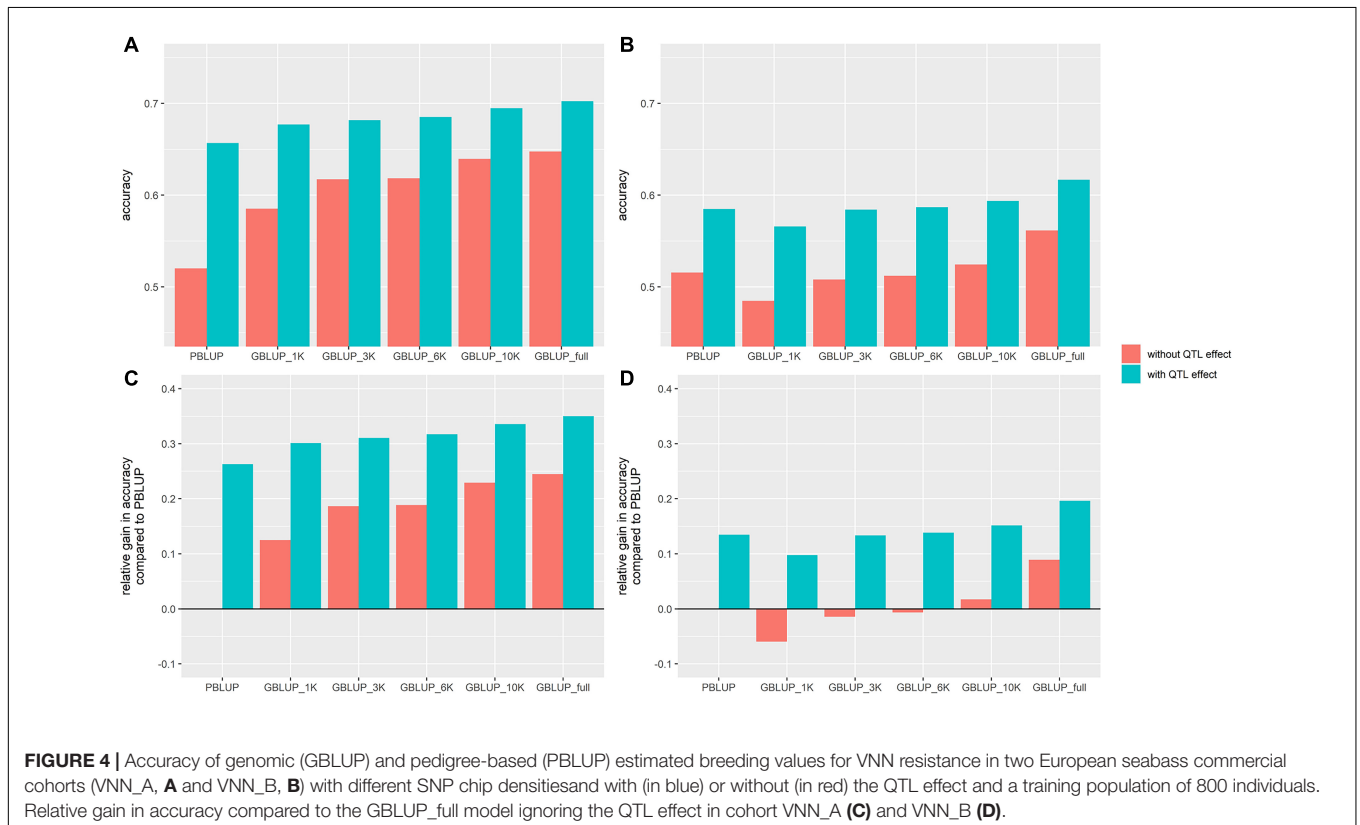 A
accuracy
0.7
0.6
0.5
PBLUP GBLUP_1K GBLUP_3K GBLUP_6K GBLUP_10K GBLUP_full
B
accuracy
0.7
0.6
0.5
PBLUP GBLUP_1K GBLUP_3K GBLUP_6K GBLUP_10K GBLUP_full
without QTL effect
with QTL effect
C
relative gain in accuracy
compared to PBLUP
0.4
0.3
0.2
0.1
0.0
-0.1
PBLUP GBLUP_1K GBLUP_3K GBLUP_6K GBLUP_10K GBLUP_full
D
relative gain in accuracy
compared to PBLUP
0.4
0.3
0.2
0.1
0.0
-0.1
PBLUP GBLUP_1K GBLUP_3K GBLUP_6K GBLUP_10K GBLUP_full
FIGURE 4 | Accuracy of genomic (GBLUP) and pedigree-based (PBLUP) estimated breeding values for VNN resistance in two European seabass commercial
cohorts (VNN_A, A and VNN_B, B) with different SNP chip densitiesand with (in blue) or without (in red) the QTL effect and a training population of 800 individuals.
Relative gain in accuracy compared to the GBLUP_full model ignoring the QTL effect in cohort VNN_A (C) and VNN_B (D).